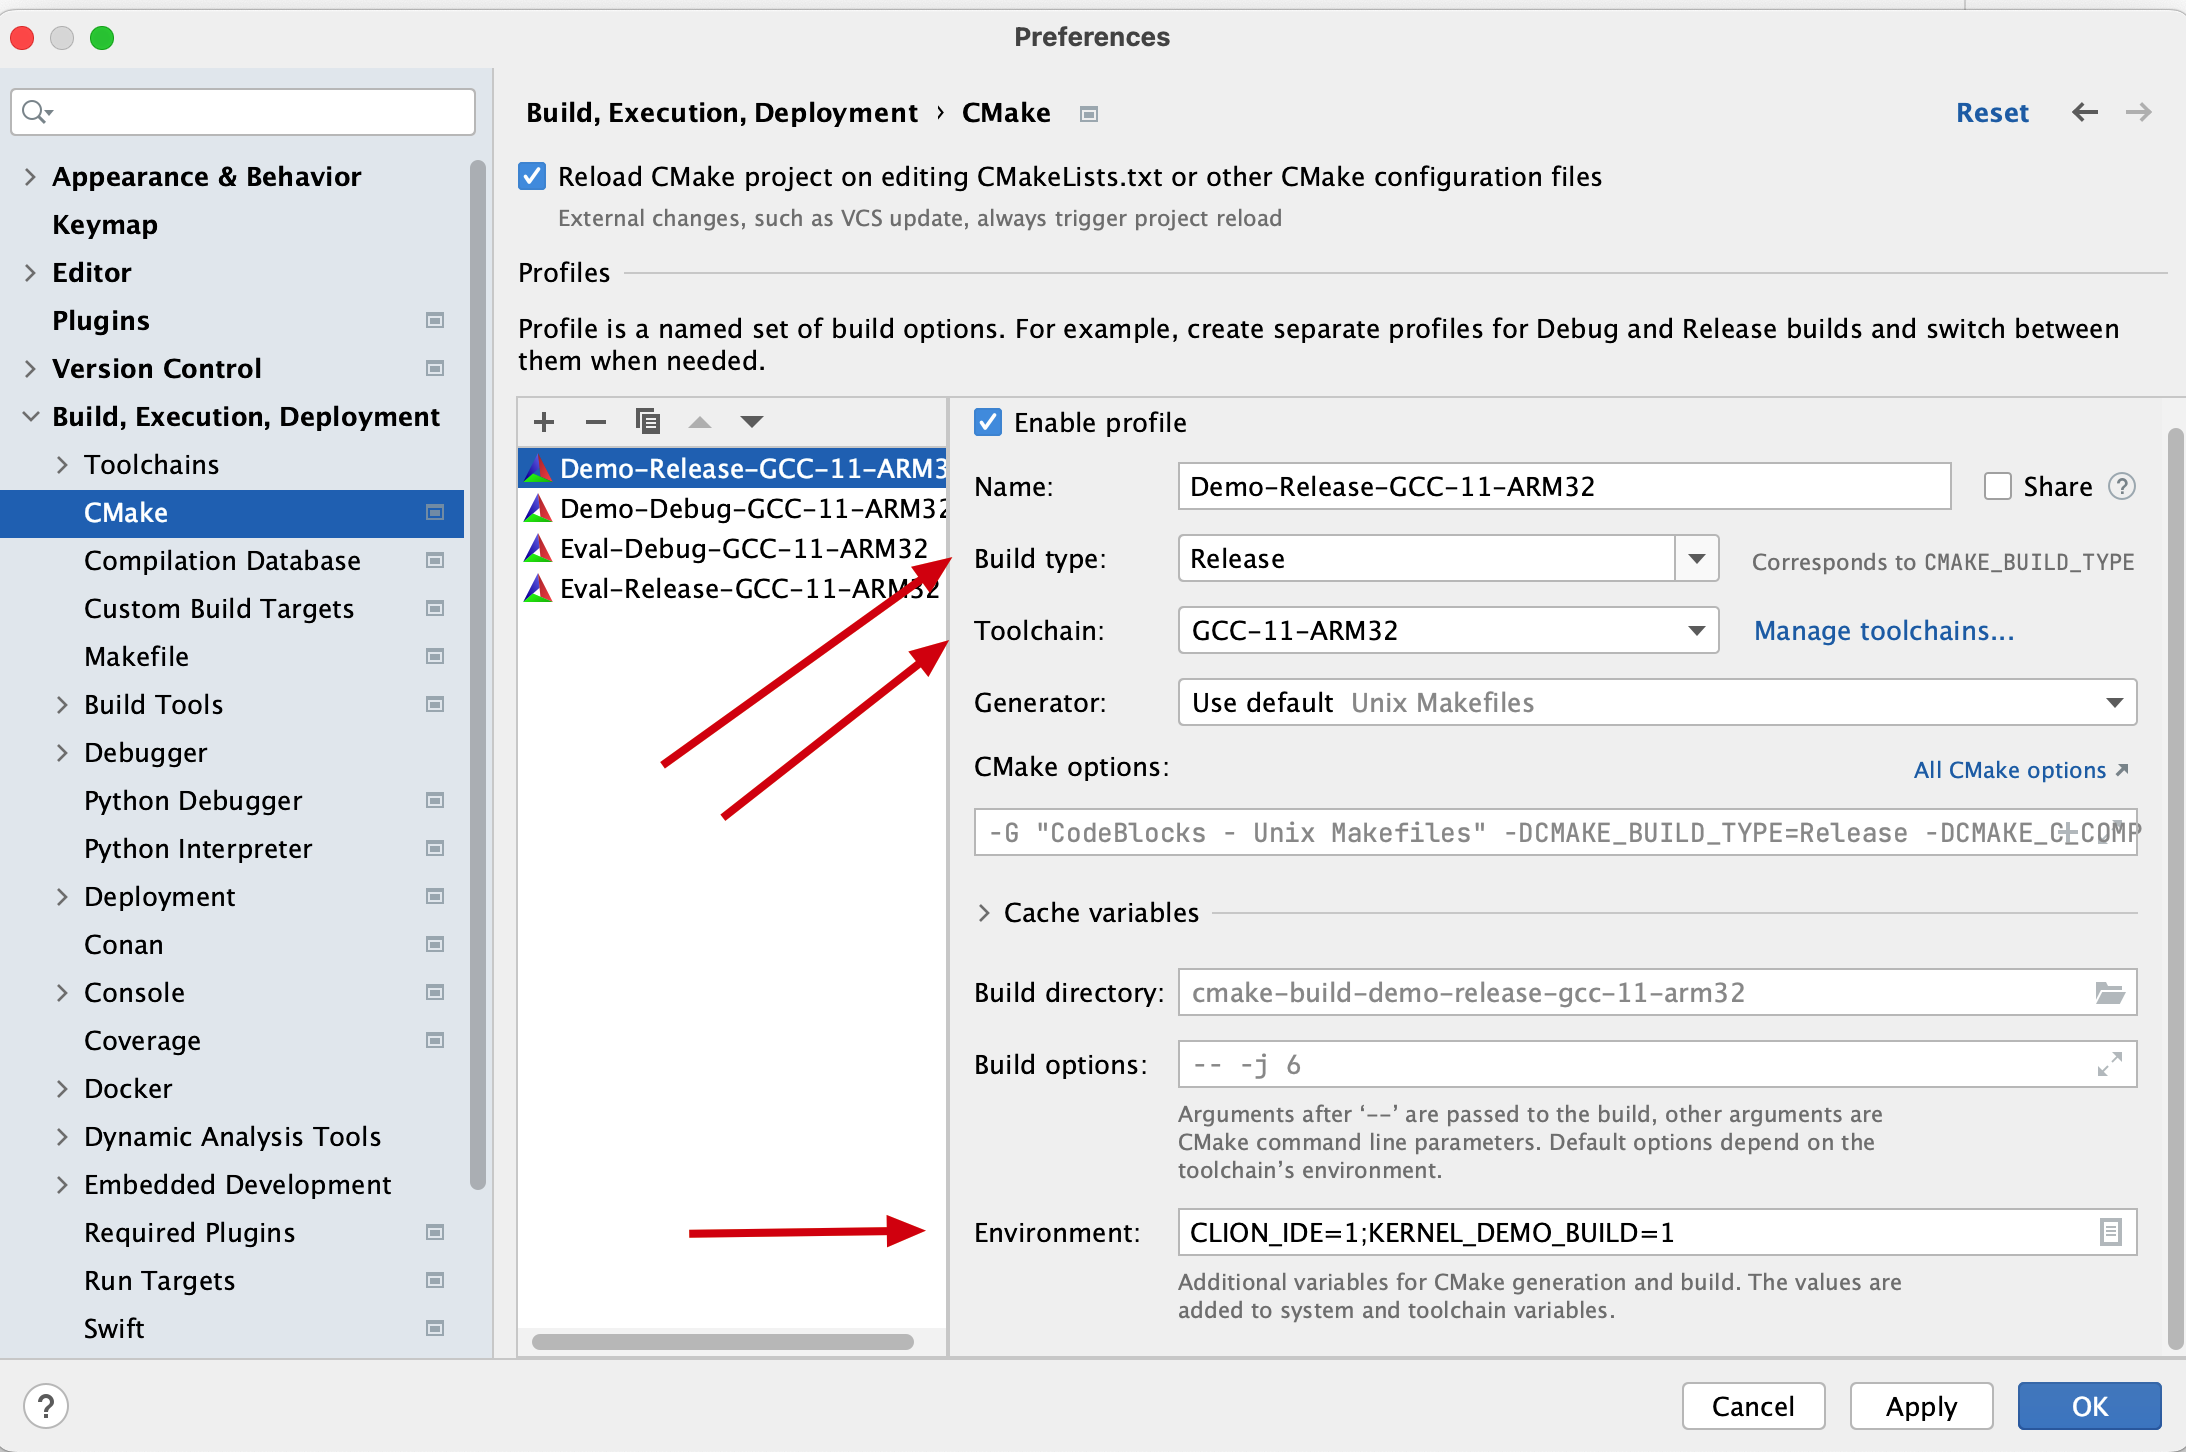 Preferences
Build, Execution, Deployment › CMake
Reset
Appearance & Behavior
Keymap
Editor
Plugins
Version Control
Build, Execution, Deployment
Toolchains
CMake
Compilation Database
Custom Build Targets
Makefile
Build Tools
Debugger
Python Debugger
Python Interpreter
Deployment
Conan
Console
Coverage
Docker
Dynamic Analysis Tools
Embedded Development
Required Plugins
Run Targets
Swift
Reload CMake project on editing CMakeLists.txt or other CMake configuration files
External changes, such as VCS update, always trigger project reload
Profiles
Profile is a named set of build options. For example, create separate profiles for Debug and Release builds and switch between
them when needed.
Demo-Release-GCC-11-ARM3
Demo-Debug-GCC-11-ARM32
Eval-Debug-GCC-11-ARM32
Eval-Release-GCC-11-ARM32
Enable profile
Name: Demo-Release-GCC-11-ARM32 Share ?
Build type: Release Corresponds to CMAKE_BUILD_TYPE
Toolchain: GCC-11-ARM32 Manage toolchains...
Generator: Use default Unix Makefiles
CMake options: All CMake options
-G "CodeBlocks - Unix Makefiles" -DCMAKE_BUILD_TYPE=Release -DCMAKE_C_COMP
Cache variables
Build directory: cmake-build-demo-release-gcc-11-arm32
Build options: -- -j 6
Arguments after ‘--’ are passed to the build, other arguments are
CMake command line parameters. Default options depend on the
toolchain’s environment.
Environment: CLION_IDE=1;KERNEL_DEMO_BUILD=1
Additional variables for CMake generation and build. The values are
added to system and toolchain variables.
?
Cancel
Apply
OK